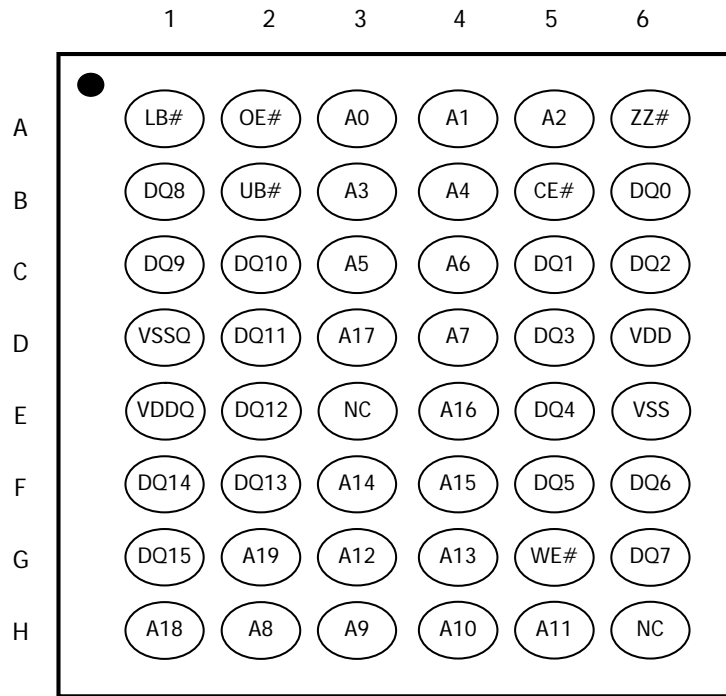 1 2 3 4 5 6
A LB# OE# A0 A1 A2 ZZ#
B DQ8 UB# A3 A4 CE# DQ0
C DQ9 DQ10 A5 A6 DQ1 DQ2
D VSSQ DQ11 A17 A7 DQ3 VDD
E VDDQ DQ12 NC A16 DQ4 VSS
F DQ14 DQ13 A14 A15 DQ5 DQ6
G DQ15 A19 A12 A13 WE# DQ7
H A18 A8 A9 A10 A11 NC